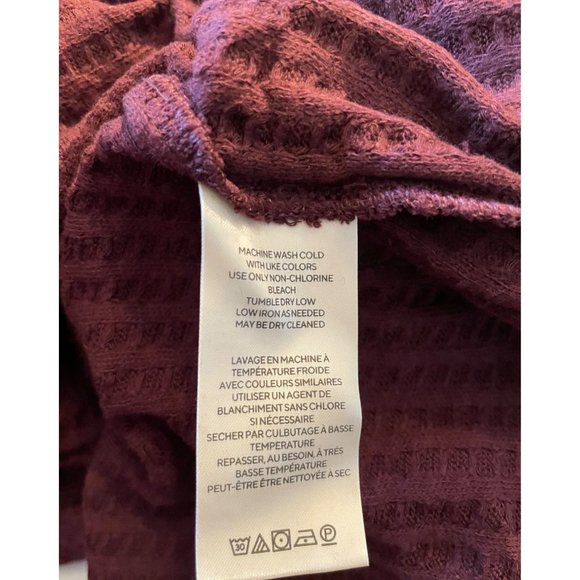 MACHINE WASH COLD
WITH LIKE COLORS
USE ONLY NON-CHLORINE
BLEACH
TUMBLE DRY LOW
LOW IRON AS NEEDED
MAY BE DRY CLEANED
LAVAGE EN MACHINE À
TEMPÉRATURE FROIDE
AVEC COULEURS SIMILAIRES
UTILISER UN AGENT DE
BLANCHIMENT SANS CHLORE
SI NÉCESSAIRE
SECHER PAR CULBUTAGE À BASSE
TEMPERATURE
REPASSER, AU BESOIN, À TRÈS
BASSE TEMPÉRATURE
PEUT-ÊTRE ÊTRE NETTOYÉE À SEC
30 P